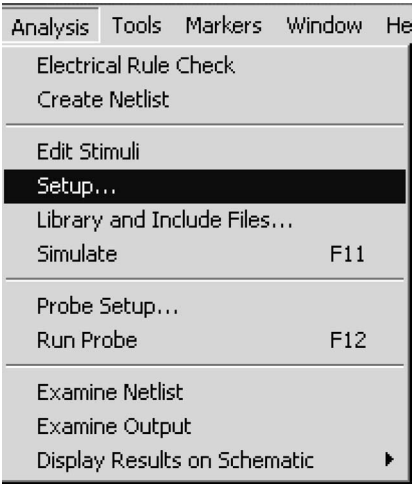 Analysis Tools Markers Window He
Electrical Rule Check
Create Netlist
Edit Stimuli
Setup...
Library and Include Files...
Simulate F11
Probe Setup...
Run Probe F12
Examine Netlist
Examine Output
Display Results on Schematic